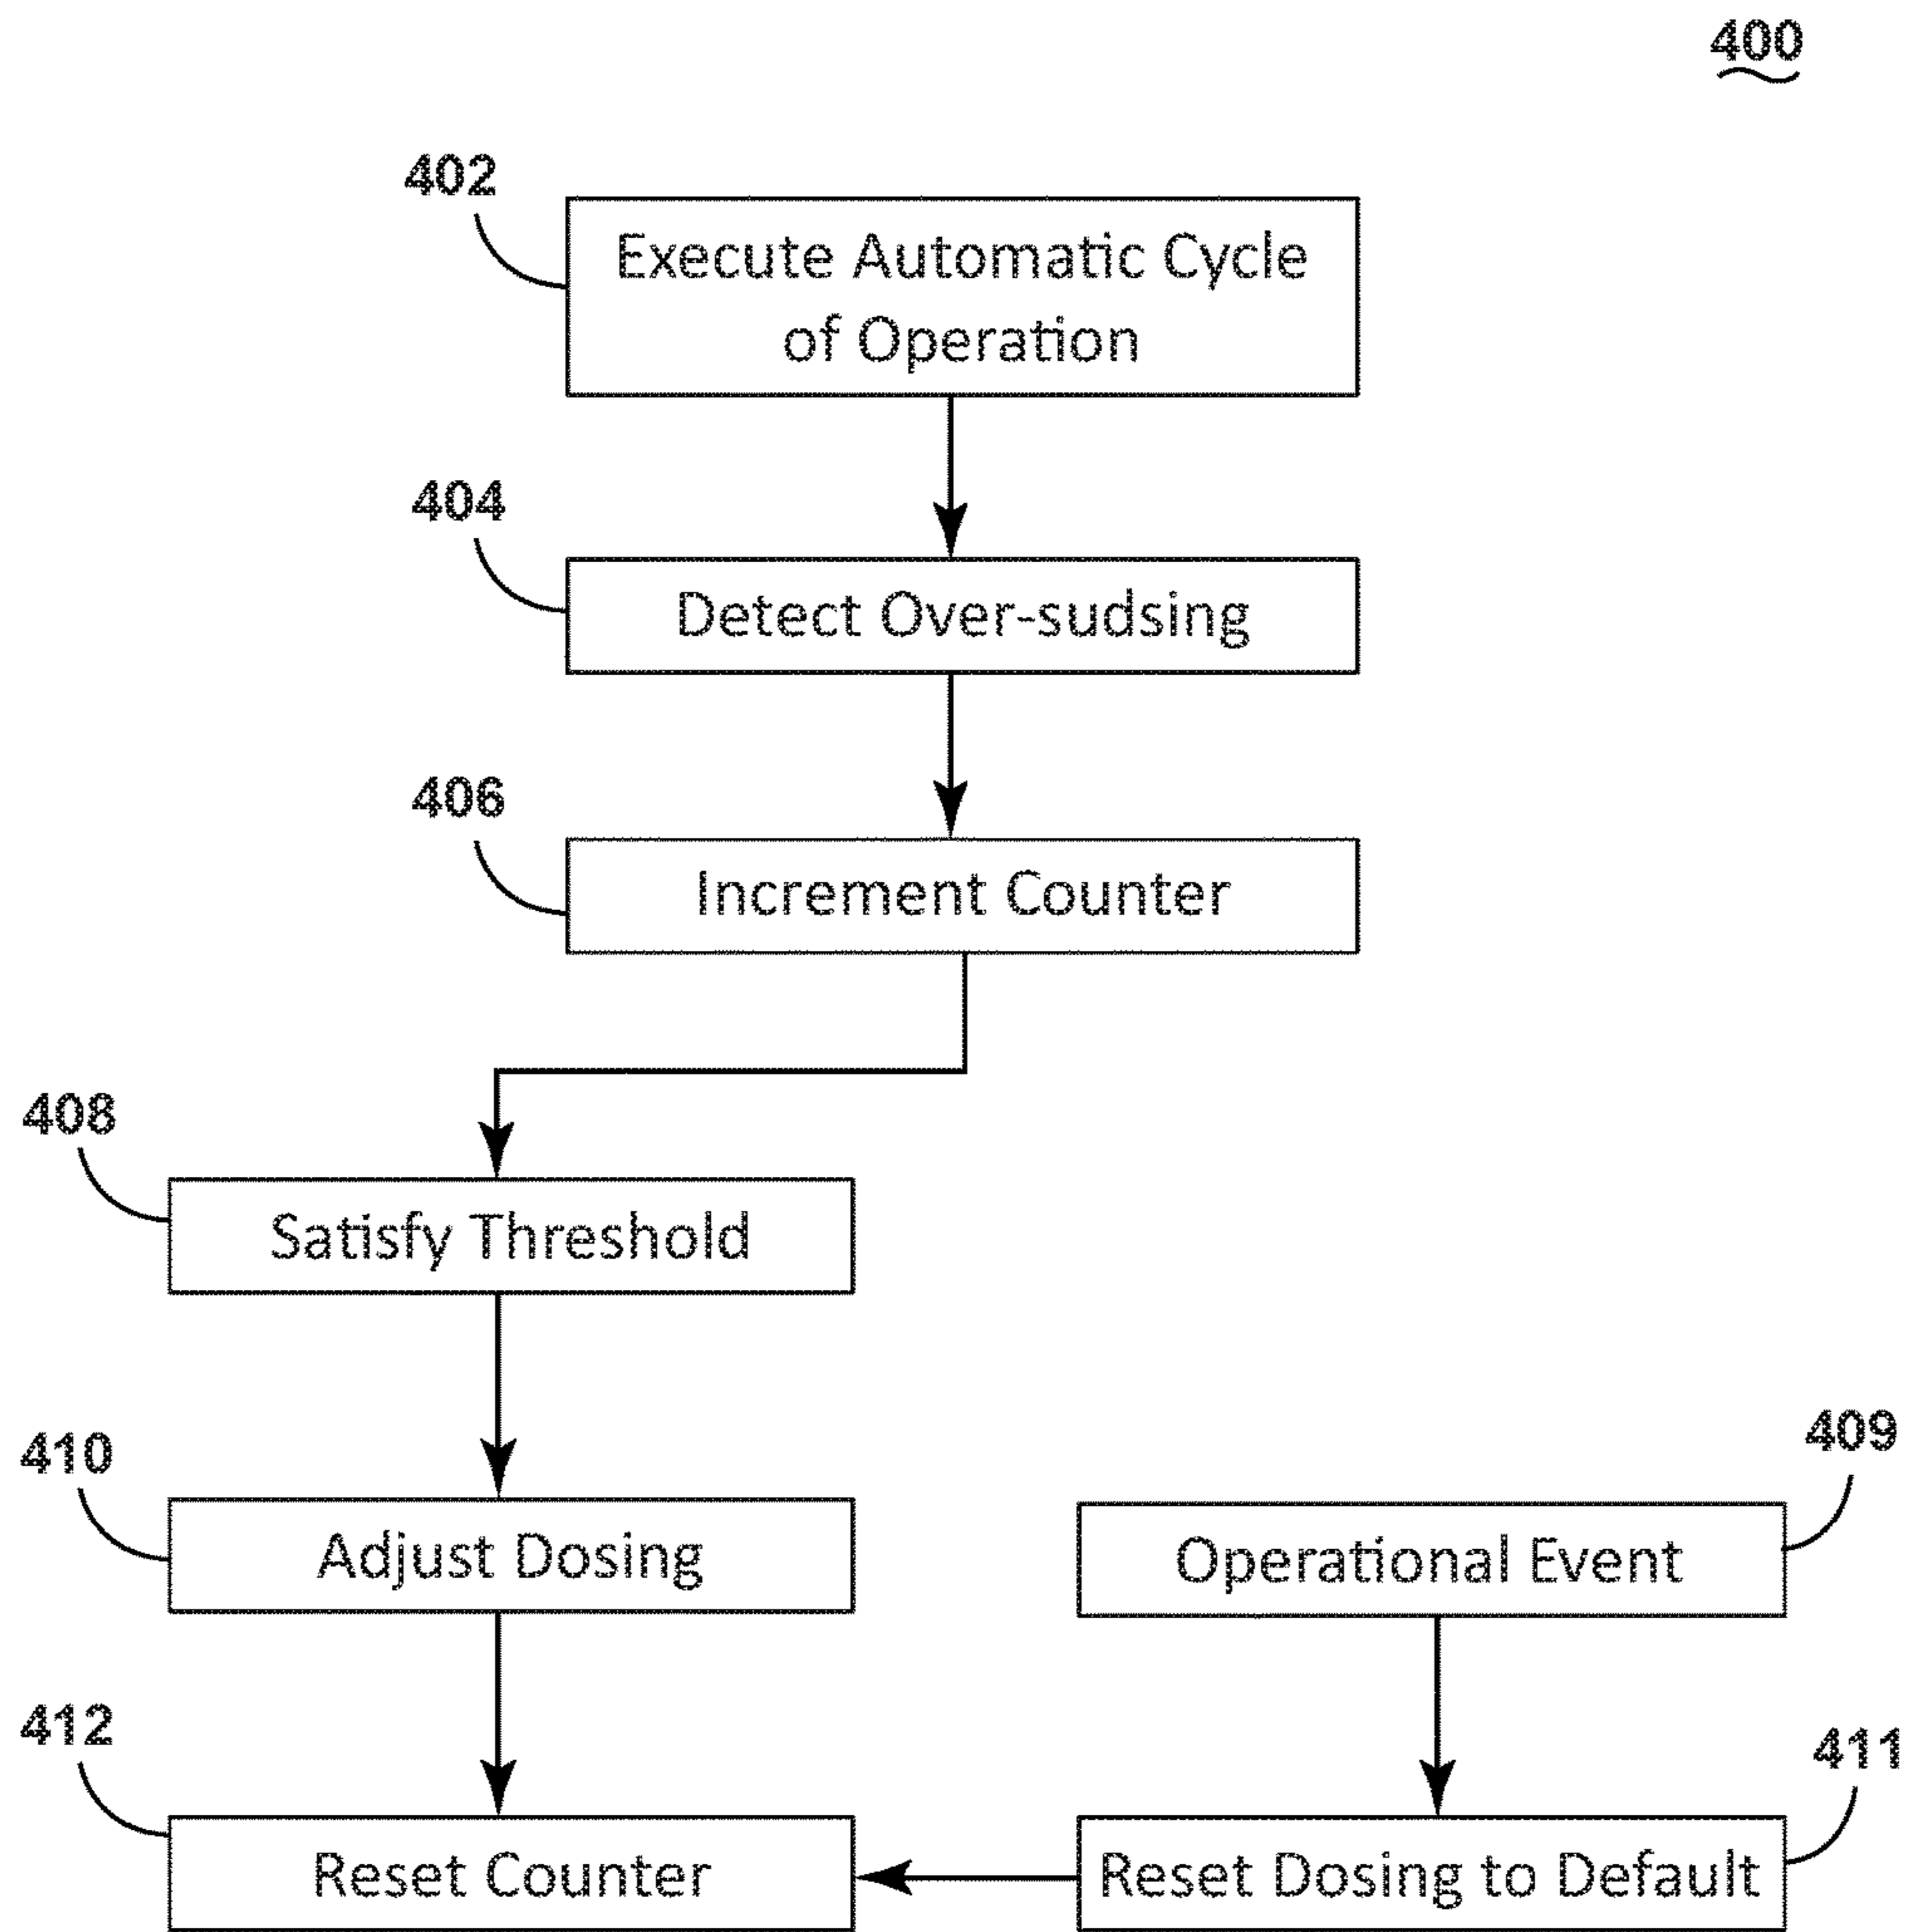 400
402
Execute Automatic Cycle
of Operation
404
Detect Over-sudsing
406
Increment Counter
408
Satisfy Threshold
410
Adjust Dosing
409
Operational Event
412
Reset Counter
411
Reset Dosing to Default